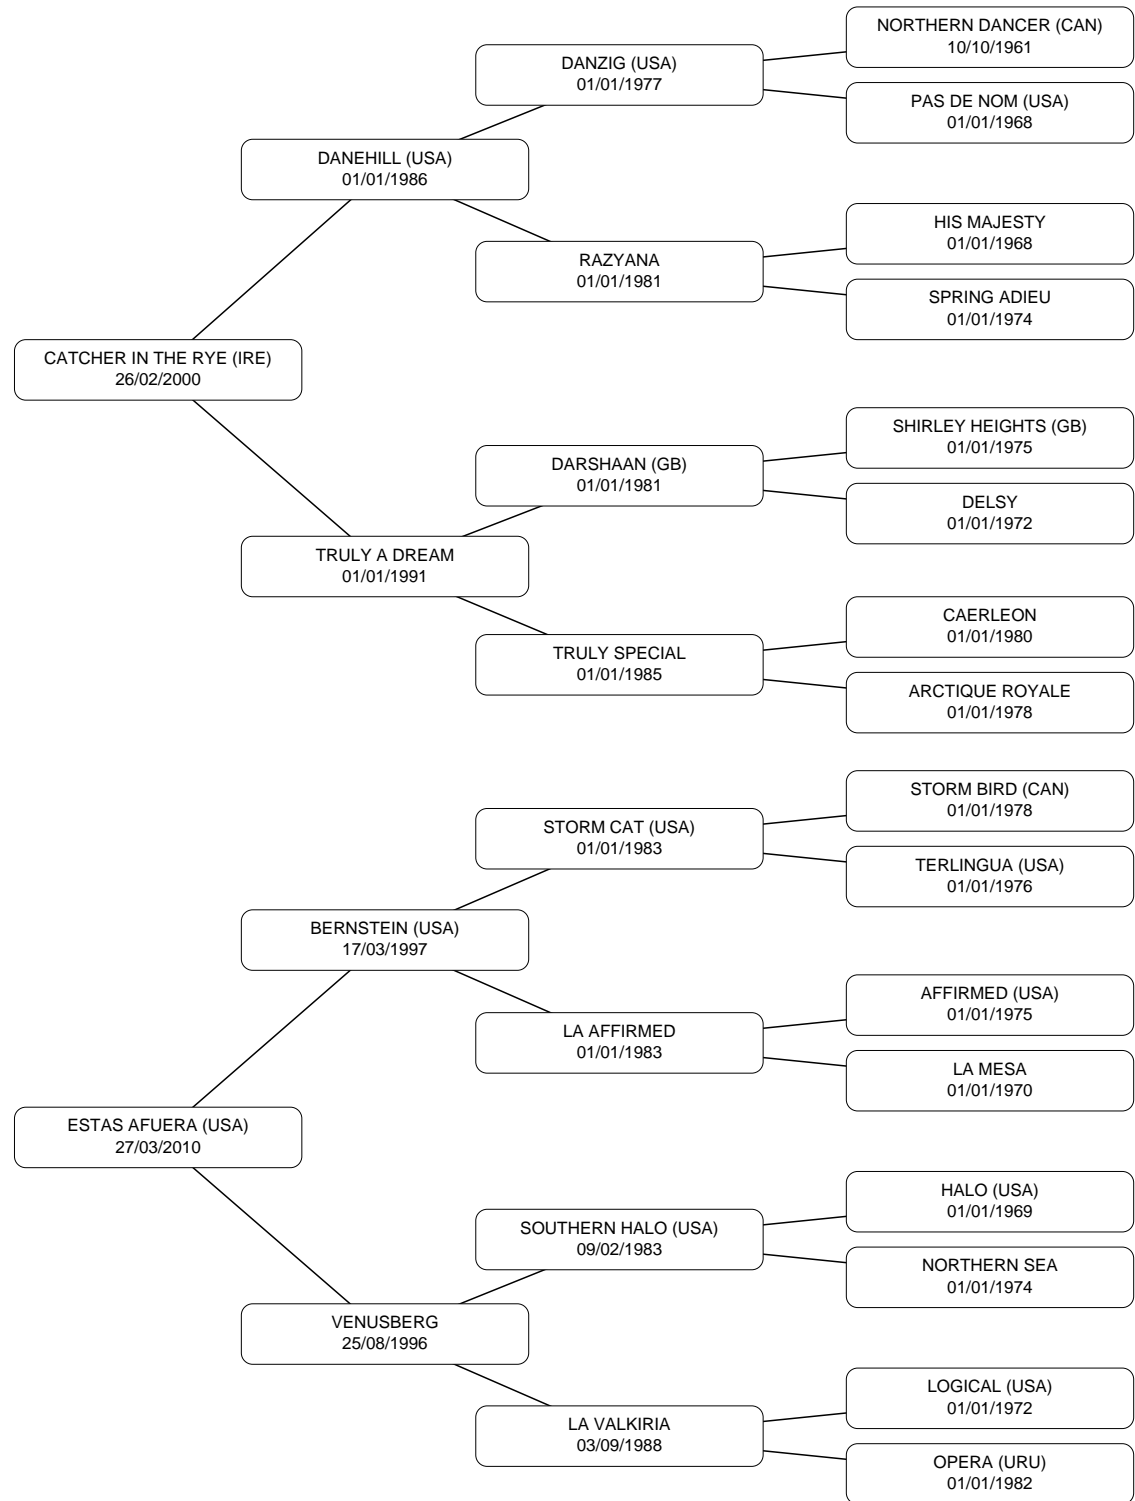 NORTHERN DANCER (CAN)
10/10/1961
DANZIG (USA)
01/01/1977
PAS DE NOM (USA)
01/01/1968
DANEHILL (USA)
01/01/1986
HIS MAJESTY
01/01/1968
RAZYANA
01/01/1981
SPRING ADIEU
01/01/1974
CATCHER IN THE RYE (IRE)
26/02/2000
SHIRLEY HEIGHTS (GB)
01/01/1975
DARSHAAN (GB)
01/01/1981
DELSY
01/01/1972
TRULY A DREAM
01/01/1991
CAERLEON
01/01/1980
TRULY SPECIAL
01/01/1985
ARCTIQUE ROYALE
01/01/1978
STORM BIRD (CAN)
01/01/1978
STORM CAT (USA)
01/01/1983
TERLINGUA (USA)
01/01/1976
BERNSTEIN (USA)
17/03/1997
AFFIRMED (USA)
01/01/1975
LA AFFIRMED
01/01/1983
LA MESA
01/01/1970
ESTAS AFUERA (USA)
27/03/2010
HALO (USA)
01/01/1969
SOUTHERN HALO (USA)
09/02/1983
NORTHERN SEA
01/01/1974
VENUSBERG
25/08/1996
LOGICAL (USA)
01/01/1972
LA VALKIRIA
03/09/1988
OPERA (URU)
01/01/1982